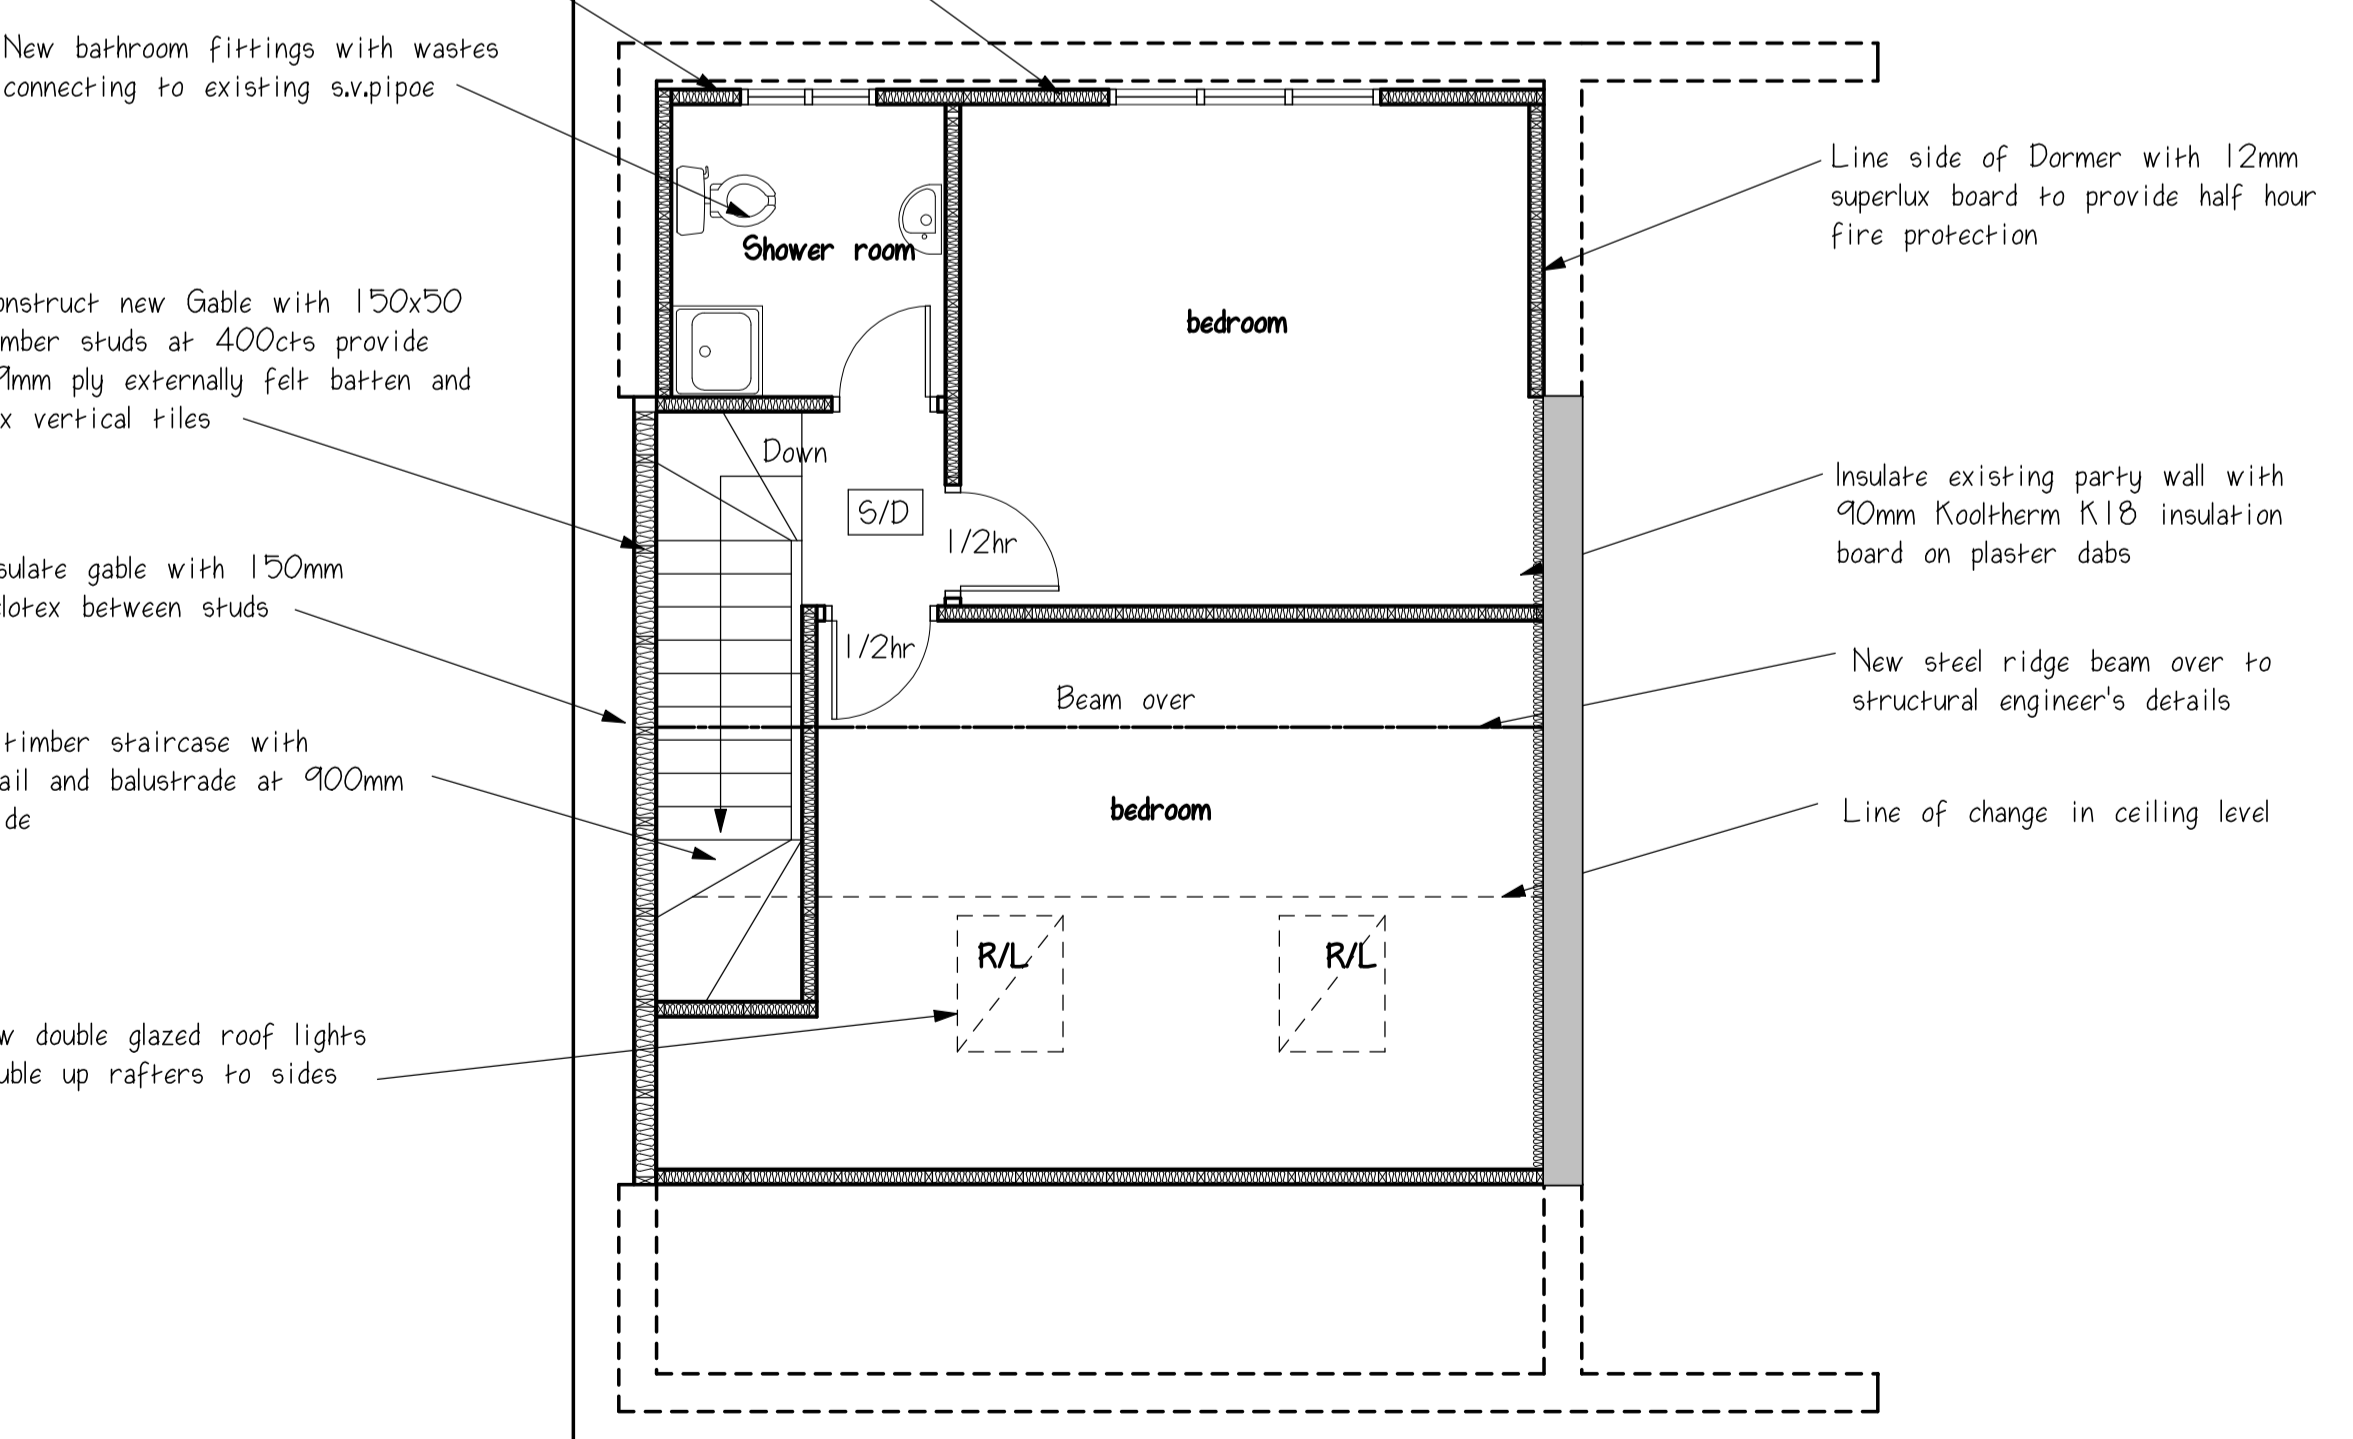 New bathroom fittings with wastes
connecting to existing s.v.pipoe
Line side of Dormer with 12mm
superlux board to provide half hour
fire protection
Shower room
bedroom
onstruct new Gable with 150x50
mber studs at 400cts provide
9mm ply externally felt batten and
x vertical tiles
Down
S/D
1/2hr
Insulate existing party wall with
90mm Kooltherm K18 insulation
board on plaster dabs
sulate gable with 150mm
lotex between studs
1/2hr
Beam over
New steel ridge beam over to
structural engineer's details
timber staircase with
ail and balustrade at 900mm
de
bedroom
Line of change in ceiling level
R/L
R/L
w double glazed roof lights
uble up rafters to sides